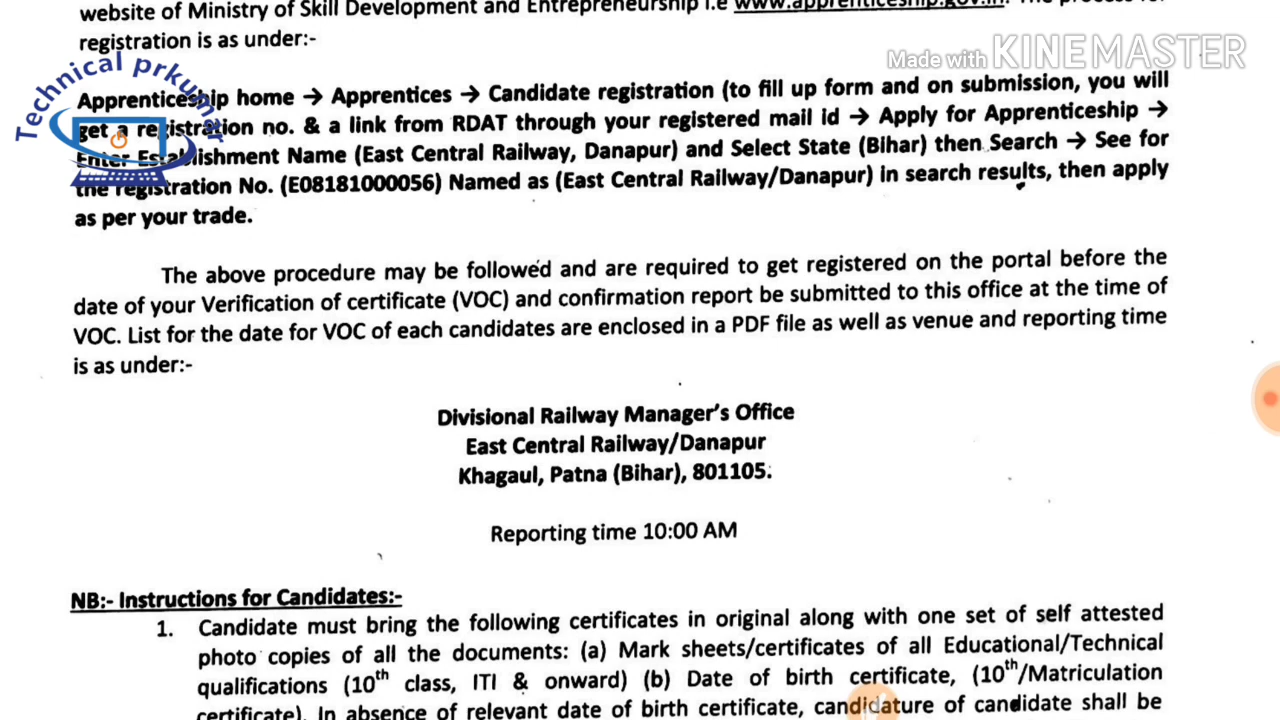 website of Ministry of Skill Development and Entrepreneurship i.e www.apprenticeship.gov.in. The process for
registration is as under:-
Made with KINEMASTER
Technical prkumar
Apprenticeship home → Apprentices → Candidate registration (to fill up form and on submission, you will
get a registration no. & a link from RDAT through your registered mail id → Apply for Apprenticeship →
Enter Establishment Name (East Central Railway, Danapur) and Select State (Bihar) then Search → See for
the registration No. (E08181000056) Named as (East Central Railway/Danapur) in search results, then apply
as per your trade.
The above procedure may be followed and are required to get registered on the portal before the
date of your Verification of certificate (VOC) and confirmation report be submitted to this office at the time of
VOC. List for the date for VOC of each candidates are enclosed in a PDF file as well as venue and reporting time
is as under:-
Divisional Railway Manager's Office
East Central Railway/Danapur
Khagaul, Patna (Bihar), 801105.
Reporting time 10:00 AM
NB:- Instructions for Candidates:-
1. Candidate must bring the following certificates in original along with one set of self attested
photo copies of all the documents: (a) Mark sheets/certificates of all Educational/Technical
qualifications (10th class, ITI & onward) (b) Date of birth certificate, (10th/Matriculation
certificate). In absence of relevant date of birth certificate, candidature of candidate shall be